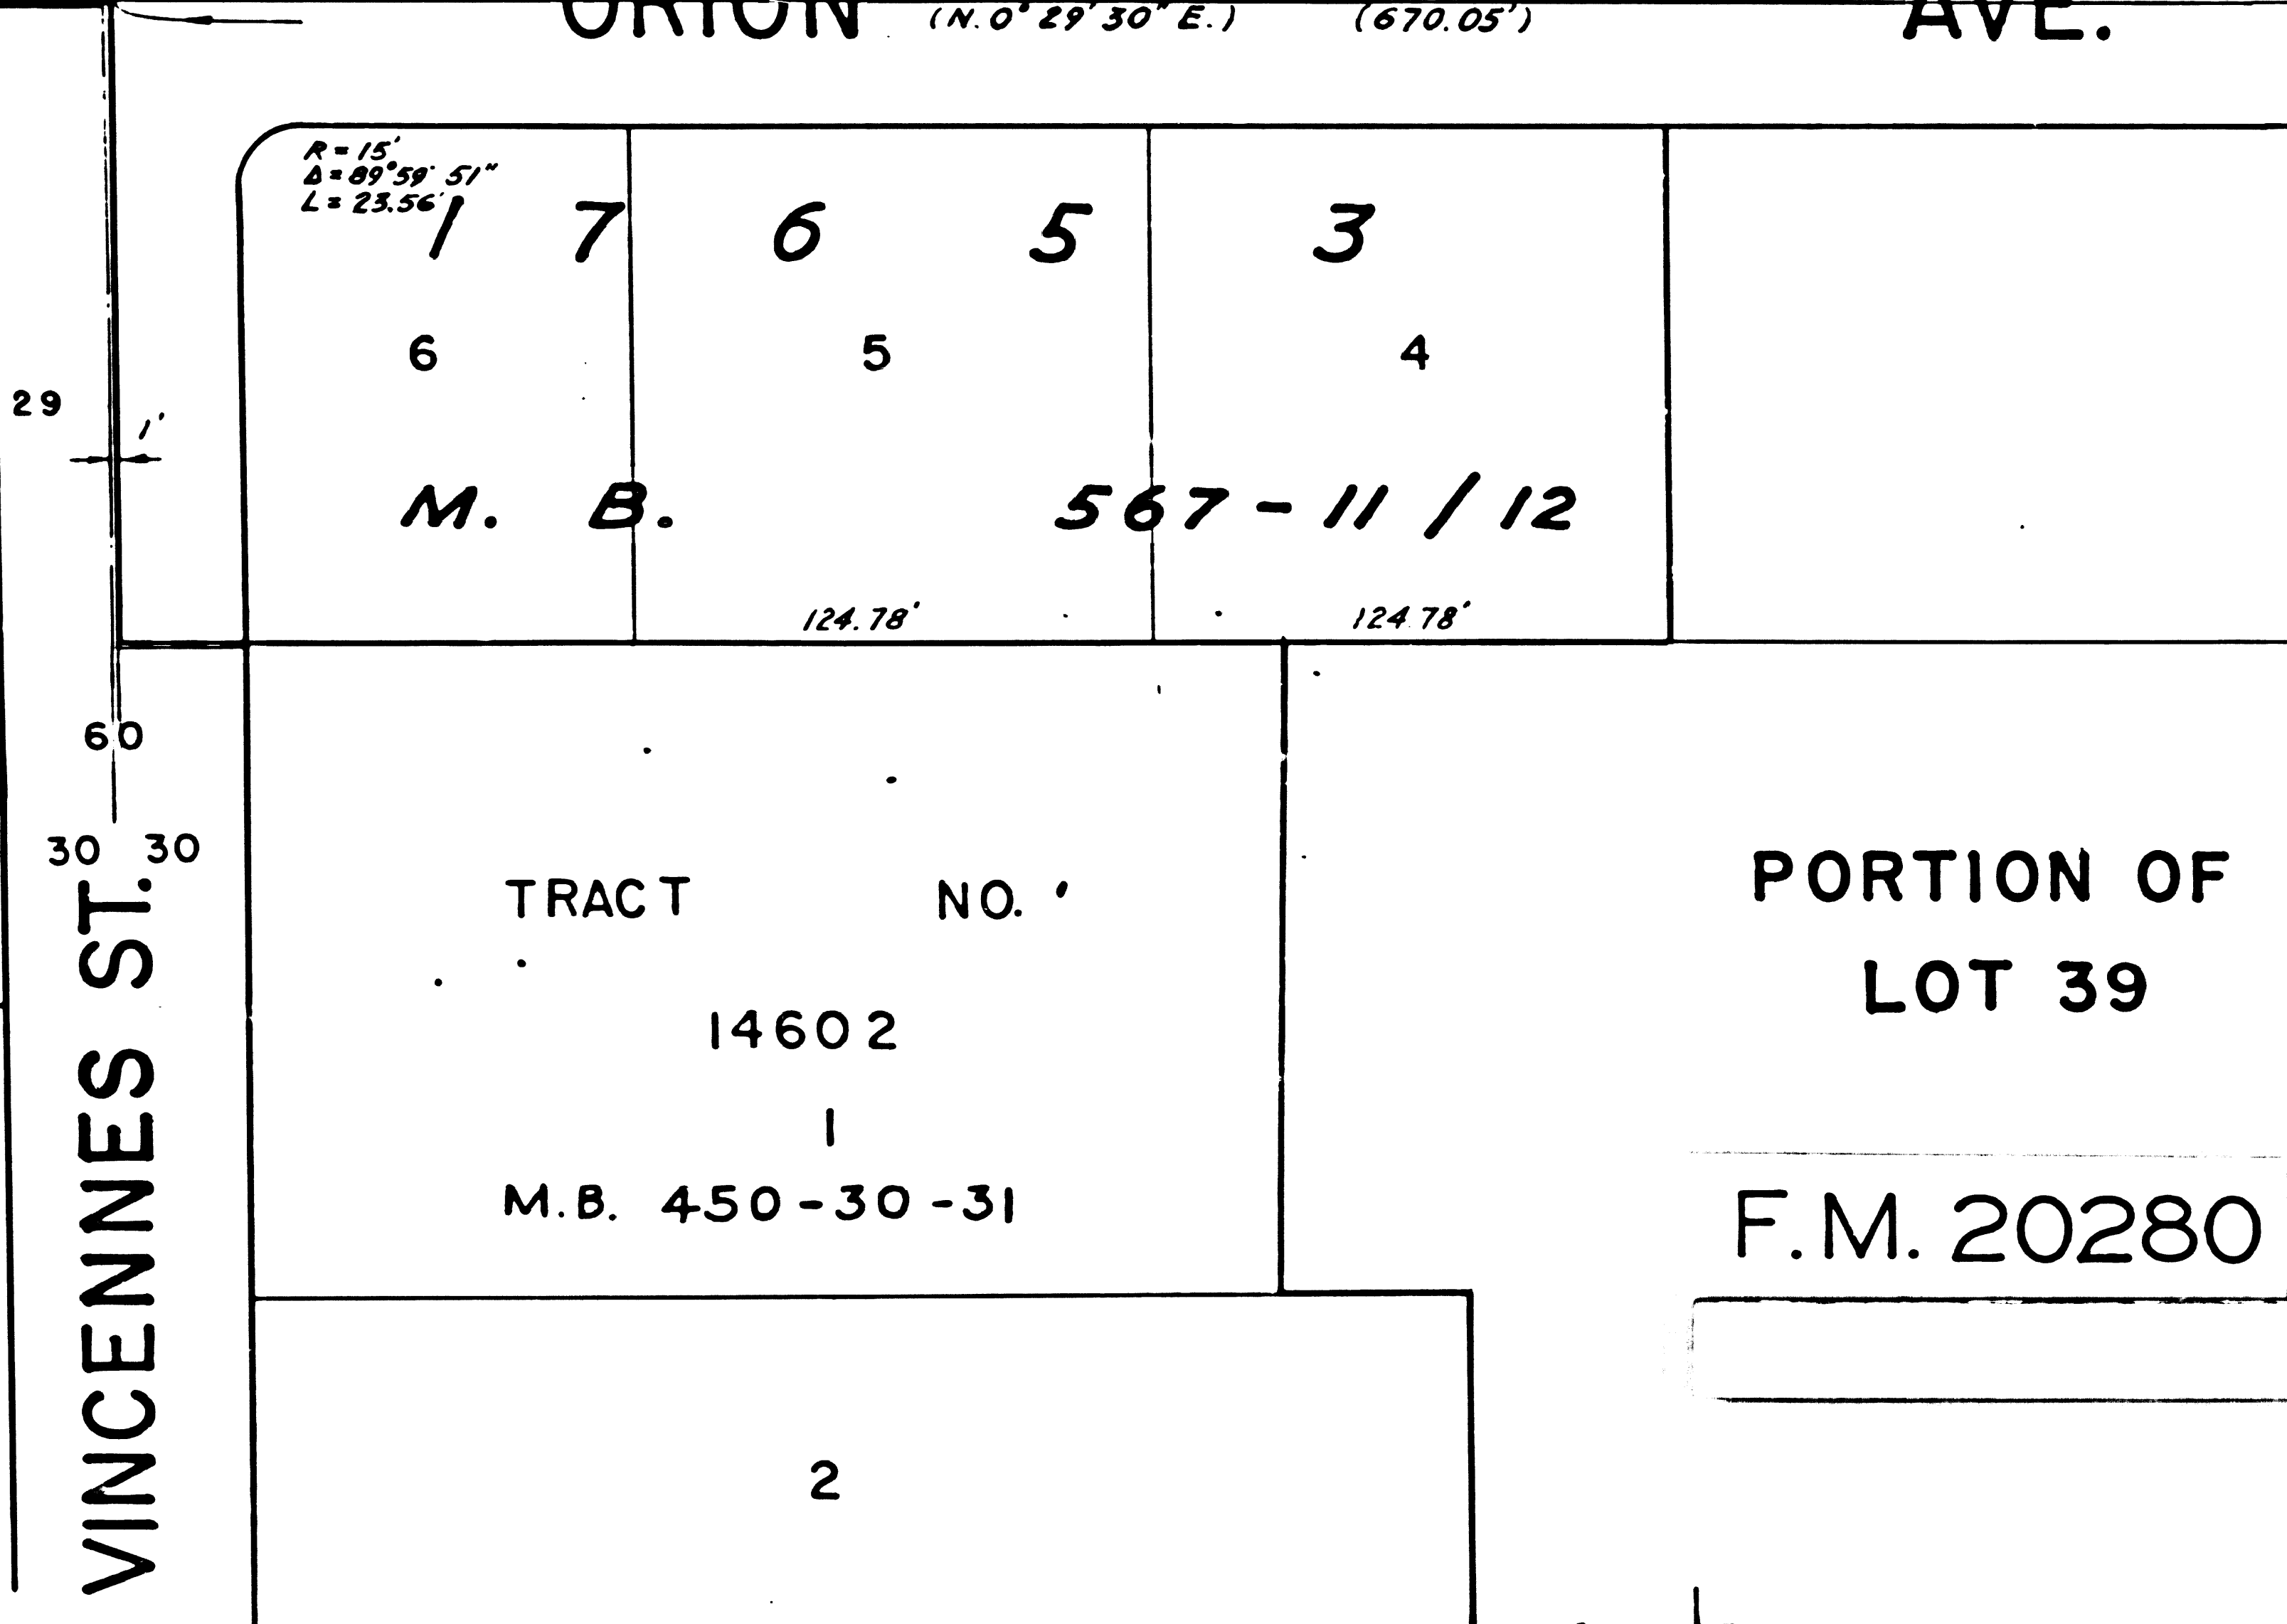 ORION (N. 0° 29' 30" E.) (670.05') AVE.
R = 15'
Δ = 89° 59' 51"
L = 23.56'
1 7 6 5 3
6 5 4
29
1'
M. B. 567 - 11 / 12
124.78' 124.78'
60
30 30
VINCENNES ST.
TRACT NO.
14602
1
M.B. 450-30-31
PORTION OF
LOT 39
F.M. 20280
2